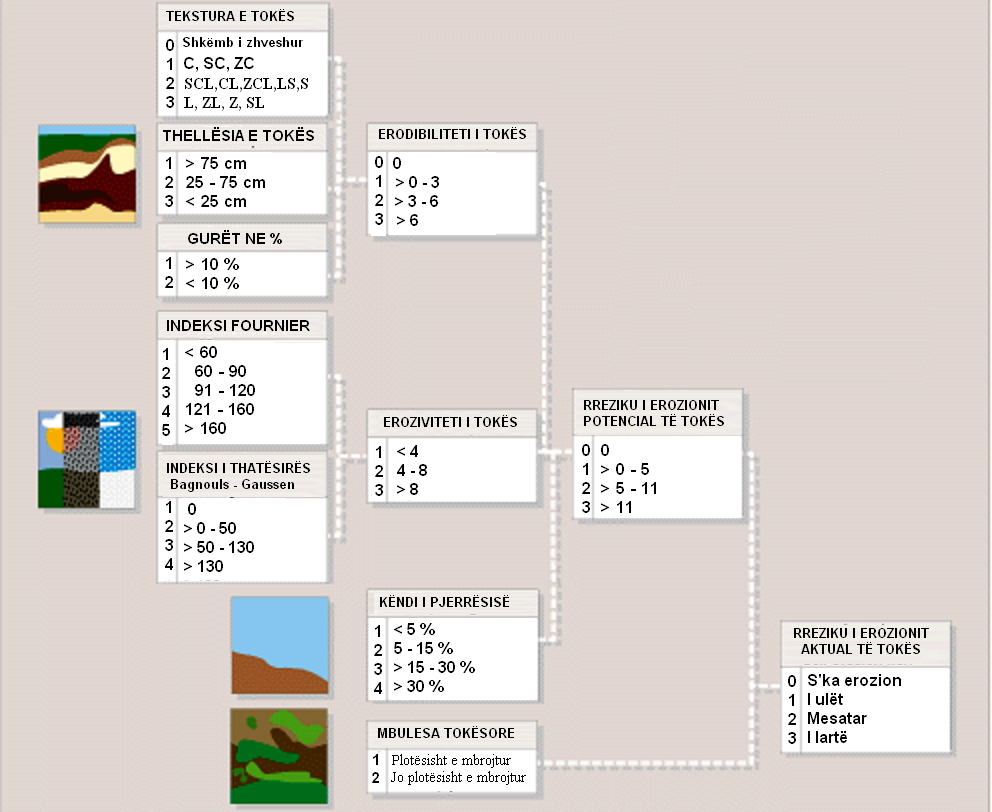 TEKSTURA E TOKËS
0 Shkëmb i zhveshur
1 C, SC, ZC
2 SCL,CL,ZCL,LS,S
3 L, ZL, Z, SL
THELLËSIA E TOKËS
1 > 75 cm
2 25 - 75 cm
3 < 25 cm
GURËT NE %
1 > 10 %
2 < 10 %
ERODIBILITETI I TOKËS
0 0
1 > 0 - 3
2 > 3 - 6
3 > 6
INDEKSI FOURNIER
1 < 60
2 60 - 90
3 91 - 120
4 121 - 160
5 > 160
INDEKSI I THATËSIRËS
Bagnouls - Gaussen
1 0
2 > 0 - 50
3 > 50 - 130
4 > 130
EROZIVITETI I TOKËS
1 < 4
2 4 - 8
3 > 8
RREZIKU I EROZIONIT
POTENCIAL TË TOKËS
0 0
1 > 0 - 5
2 > 5 - 11
3 > 11
KËNDI I PJERRËSISË
1 < 5 %
2 5 - 15 %
3 > 15 - 30 %
4 > 30 %
MBULESA TOKËSORE
1 Plotësisht e mbrojtur
2 Jo plotësisht e mbrojtur
RREZIKU I EROZIONIT
AKTUAL TË TOKËS
0 S'ka erozion
1 I ulët
2 Mesatar
3 I lartë